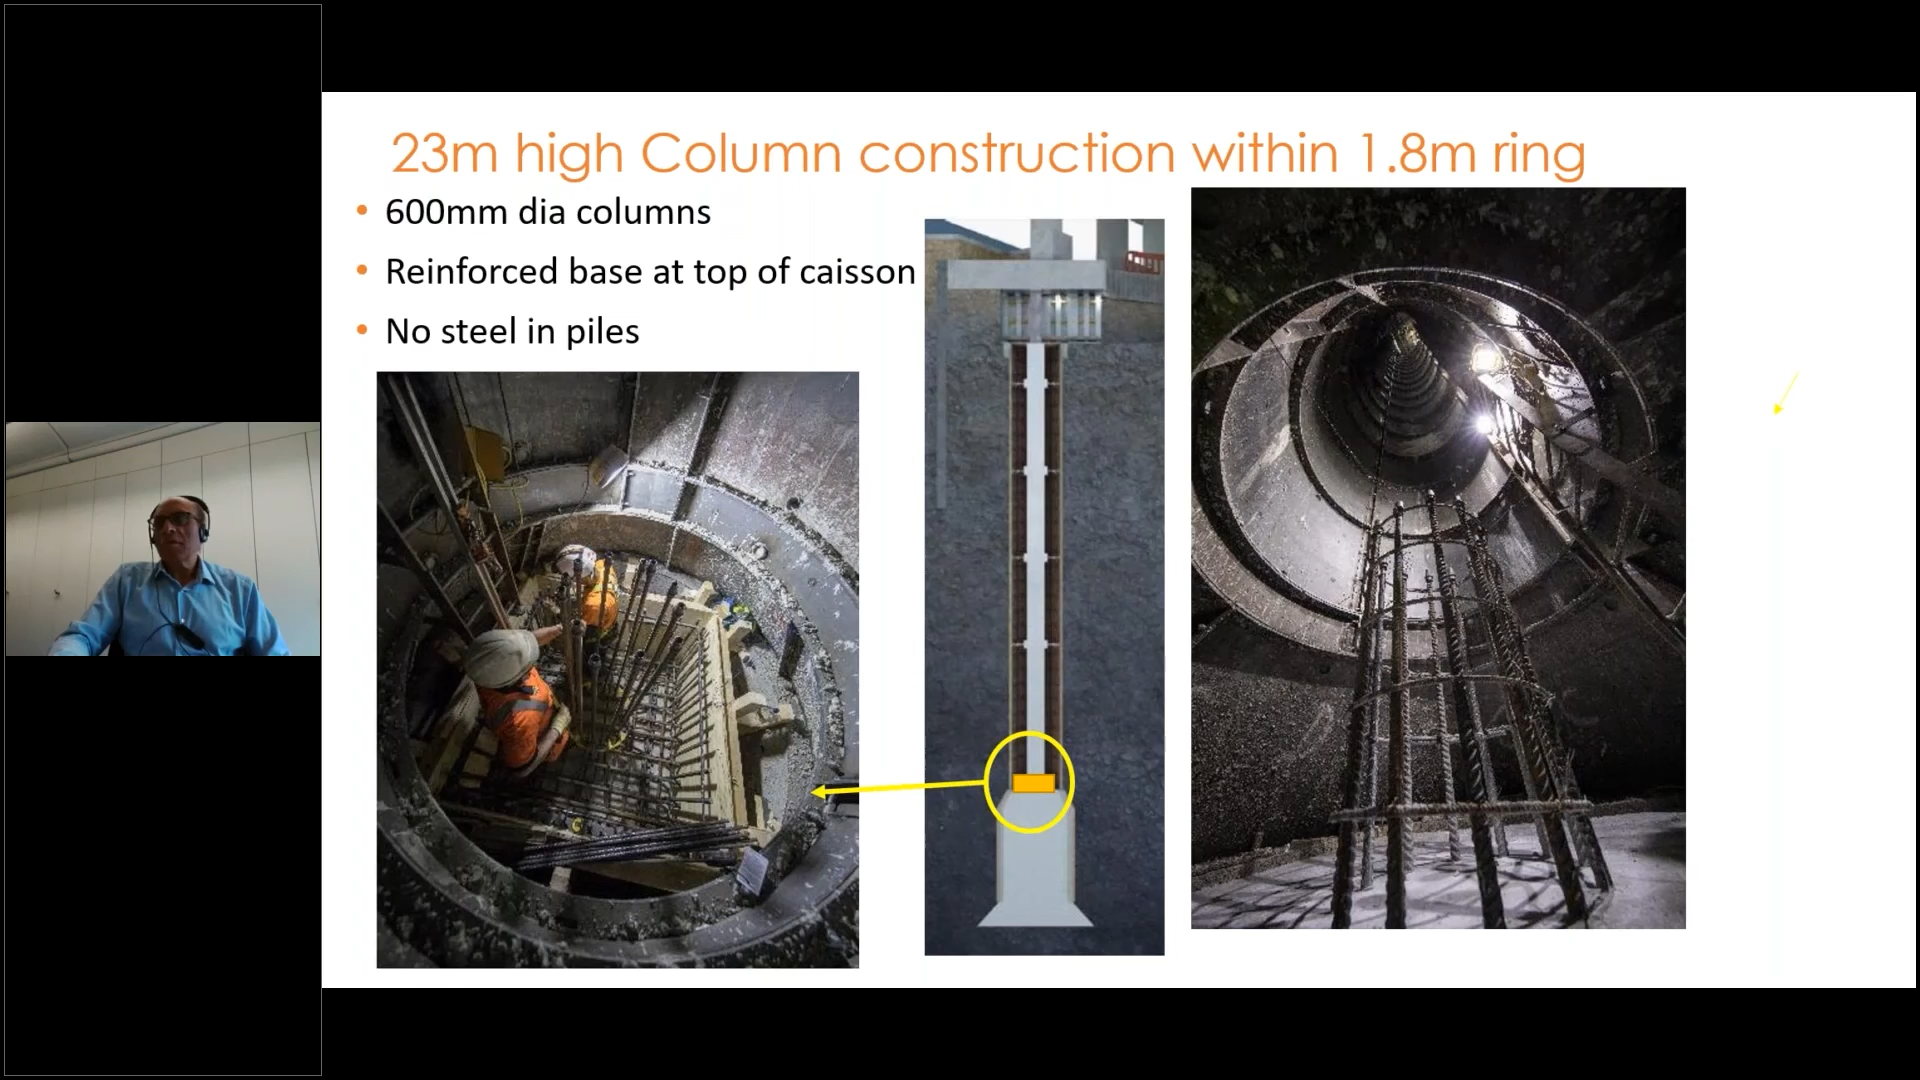 23m high Column construction within 1.8m ring
600mm dia columns
Reinforced base at top of caisson
No steel in piles